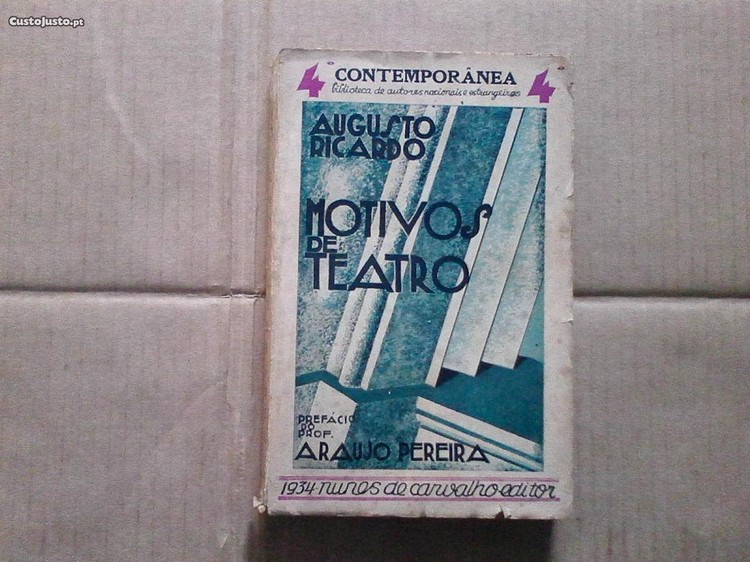 CustoJusto.pt
4 CONTEMPORÂNEA 4
biblioteca de autores nacionais e estrangeiros
AUGUSTO
RICARDO
MOTIVOS
DE
TEATRO
PREFÁCIO
DO
PROF.
ARAUJO PEREIRA
1934-nunes de carvalho-editor